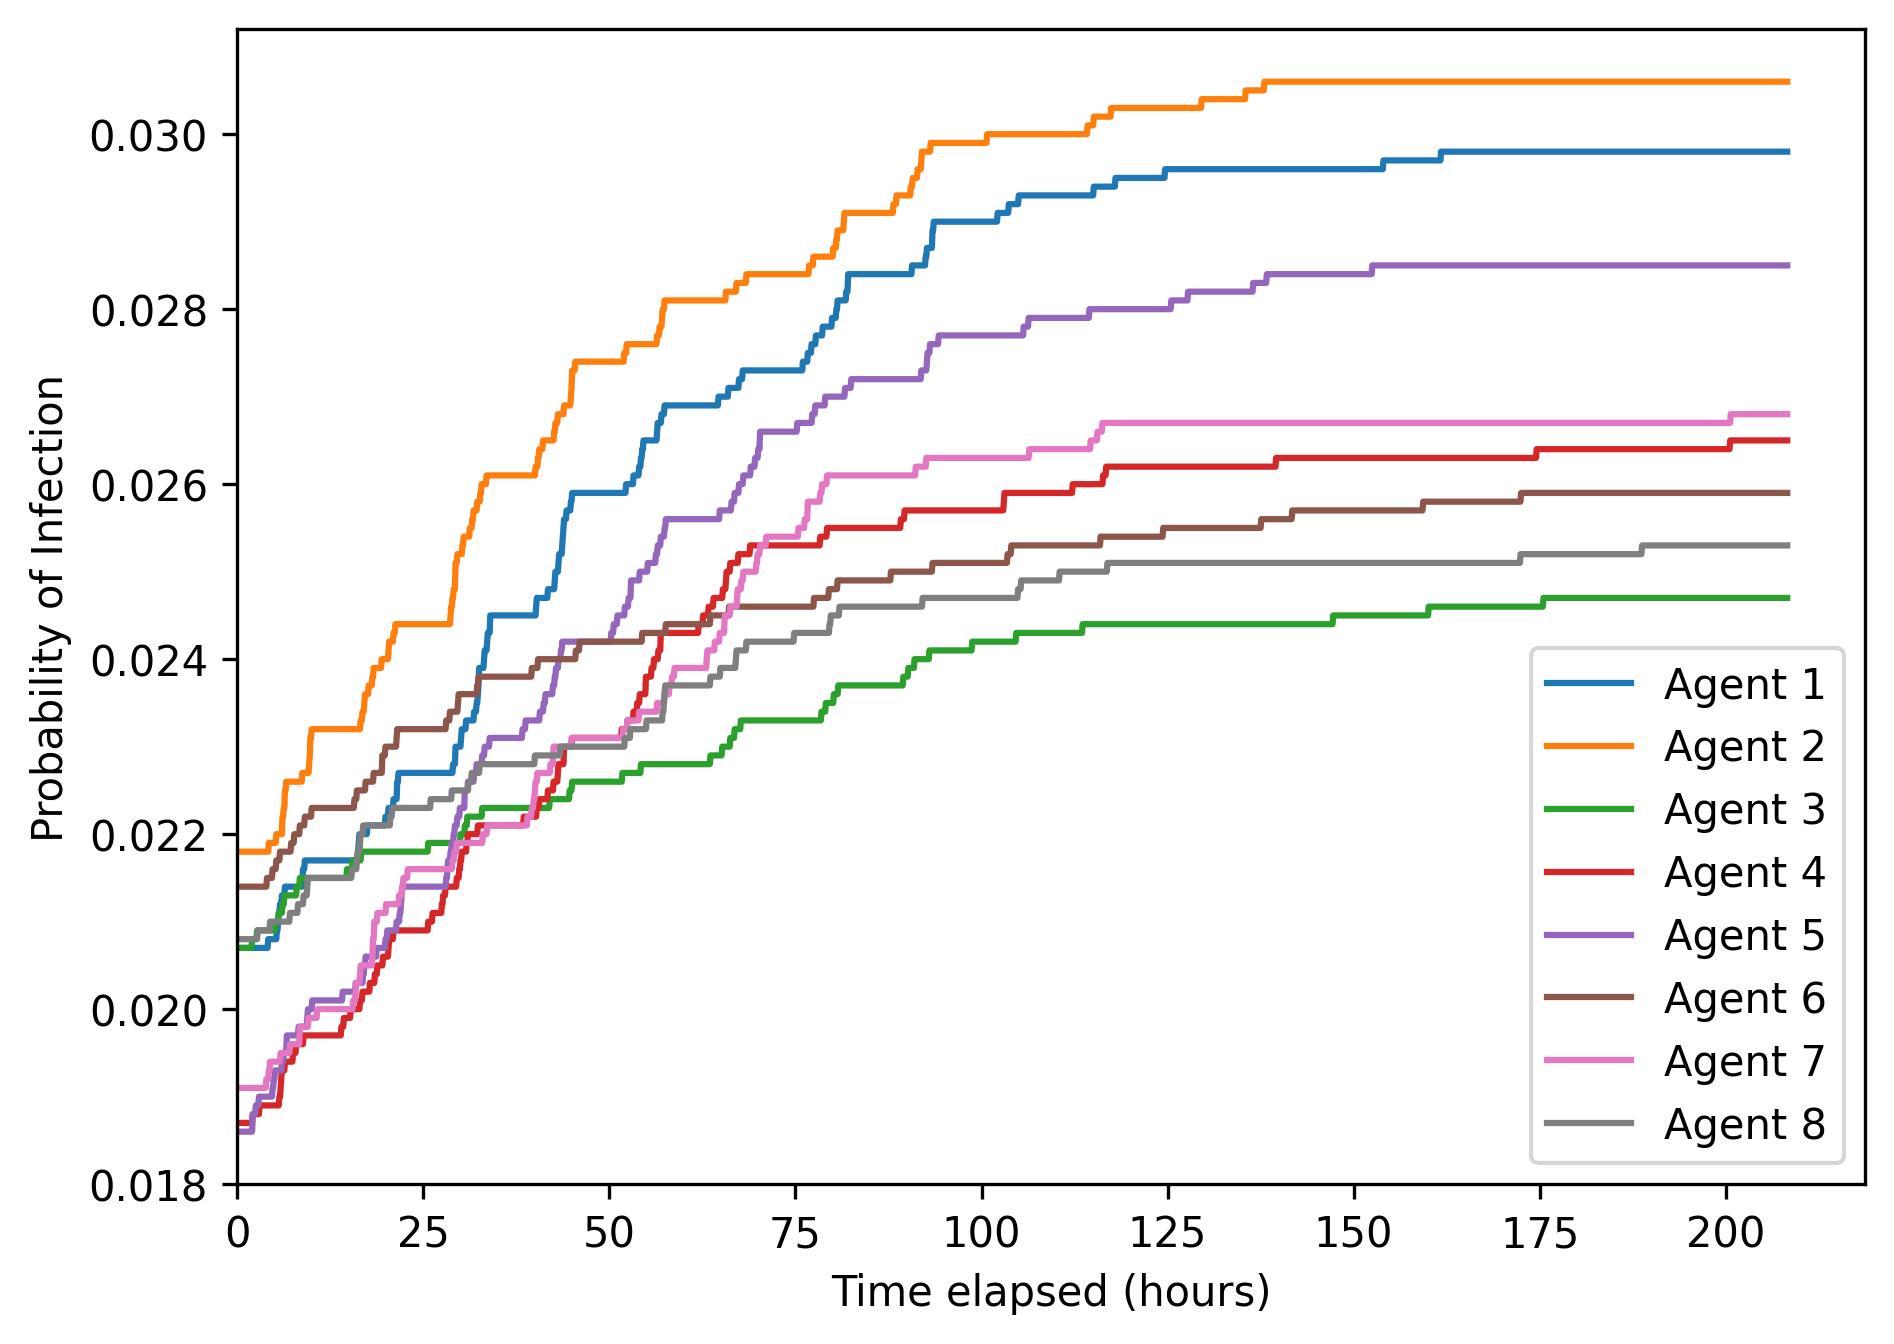 Probability of Infection
0.030
0.028
0.026
0.024
0.022
0.020
0.018
0 25 50 75 100 125 150 175 200
Time elapsed (hours)
Agent 1
Agent 2
Agent 3
Agent 4
Agent 5
Agent 6
Agent 7
Agent 8